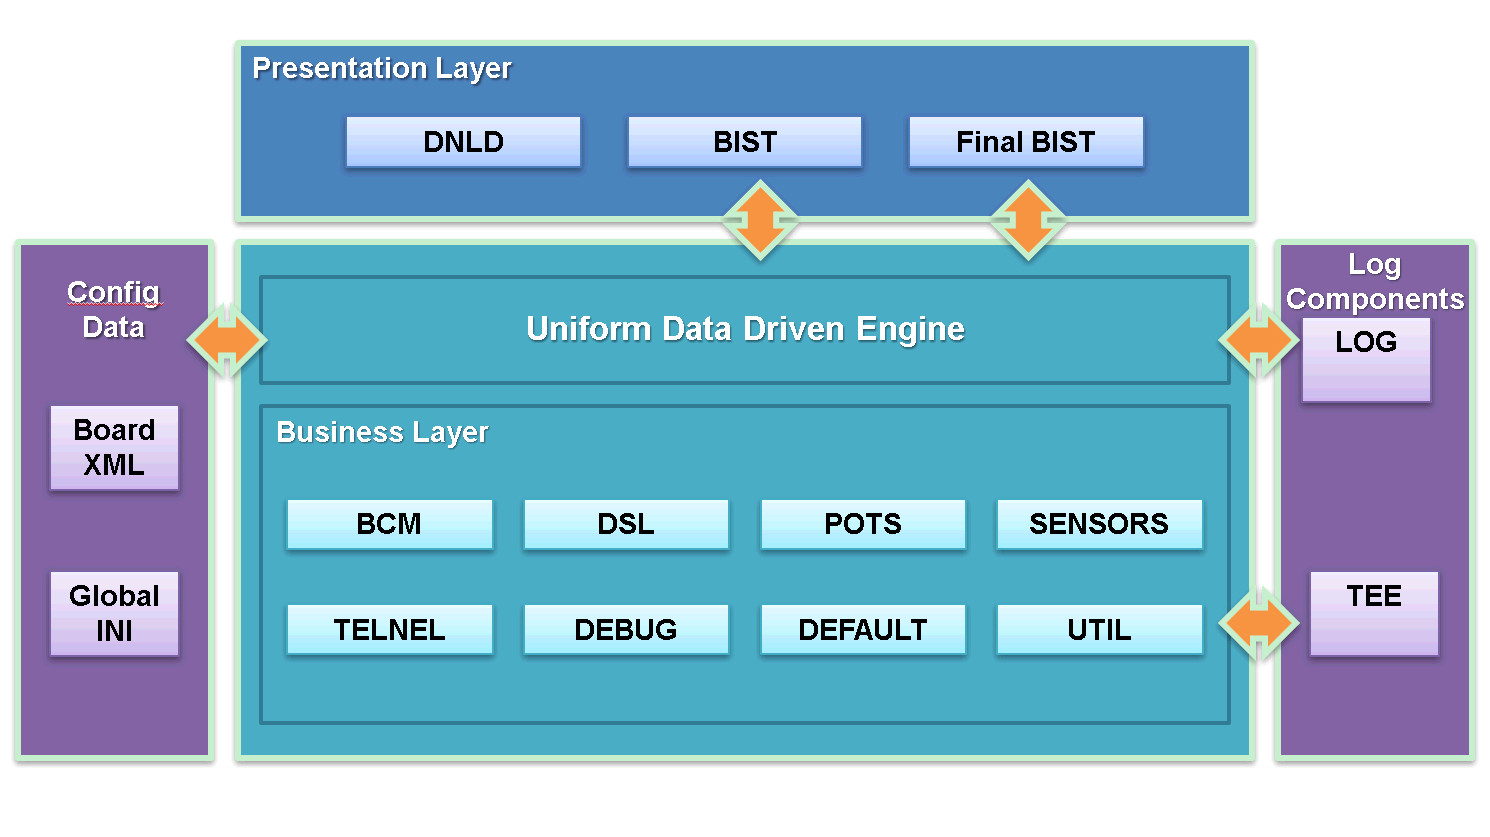 Presentation Layer
DNLD
BIST
Final BIST
Config
Data
Board
XML
Global
INI
Uniform Data Driven Engine
Business Layer
BCM
DSL
POTS
SENSORS
TELNEL
DEBUG
DEFAULT
UTIL
Log
Components
LOG
TEE